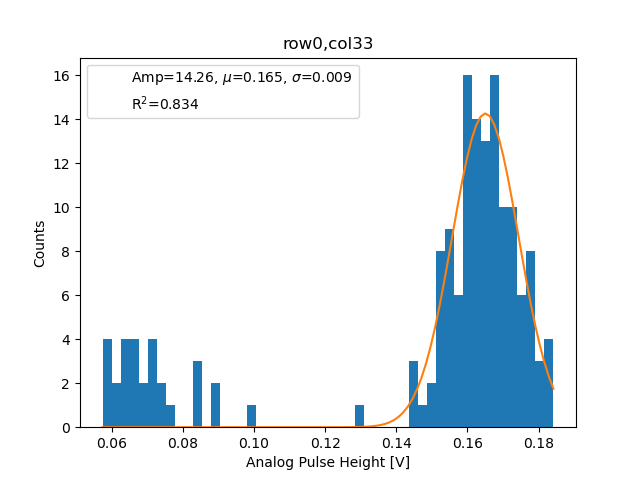 row0,col33
Amp=14.26, μ=0.165, σ=0.009
R²=0.834
Counts
16
14
12
10
8
6
4
2
0
0.06 0.08 0.10 0.12 0.14 0.16 0.18
Analog Pulse Height [V]